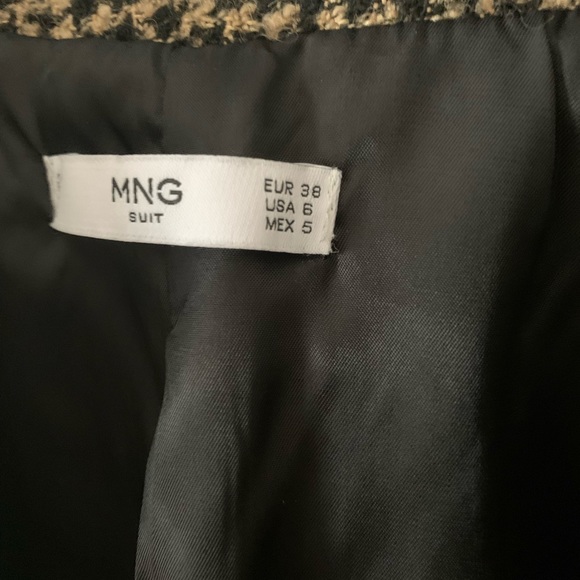 MNG
SUIT
EUR 38
USA 6
MEX 5